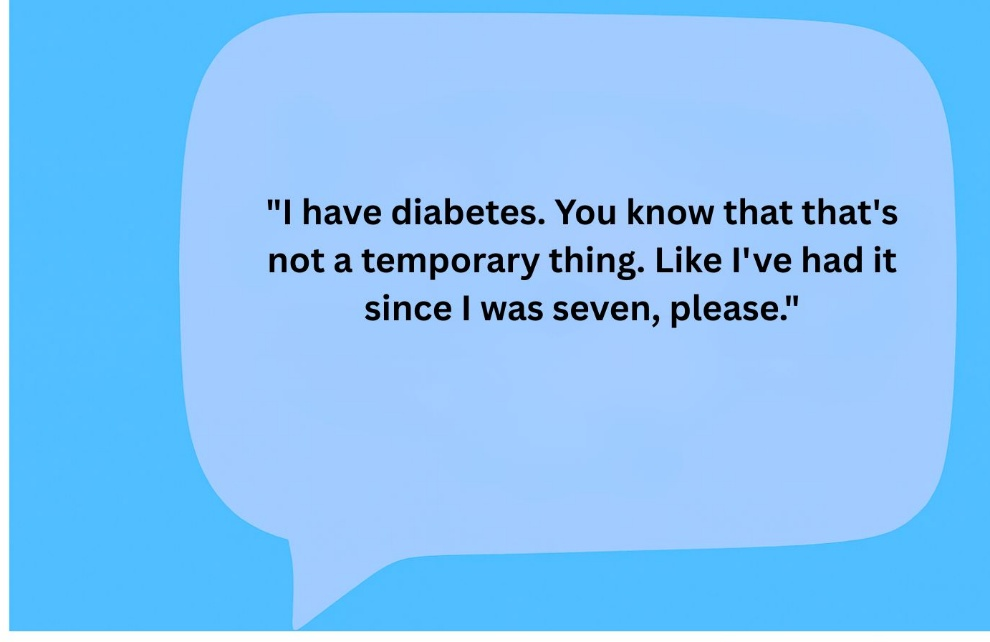 "I have diabetes. You know that that's
not a temporary thing. Like I've had it
since I was seven, please."